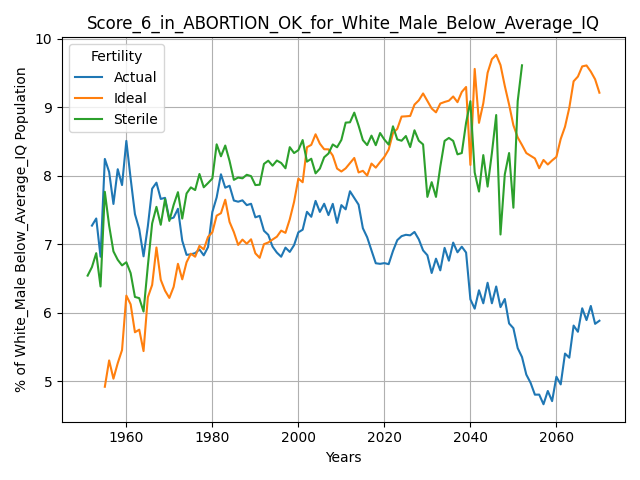 Score_6_in_ABORTION_OK_for_White_Male_Below_Average_IQ
Fertility
Actual
Ideal
Sterile
% of White_Male Below_Average_IQ Population
10
9
8
7
6
5
1960 1980 2000 2020 2040 2060
Years